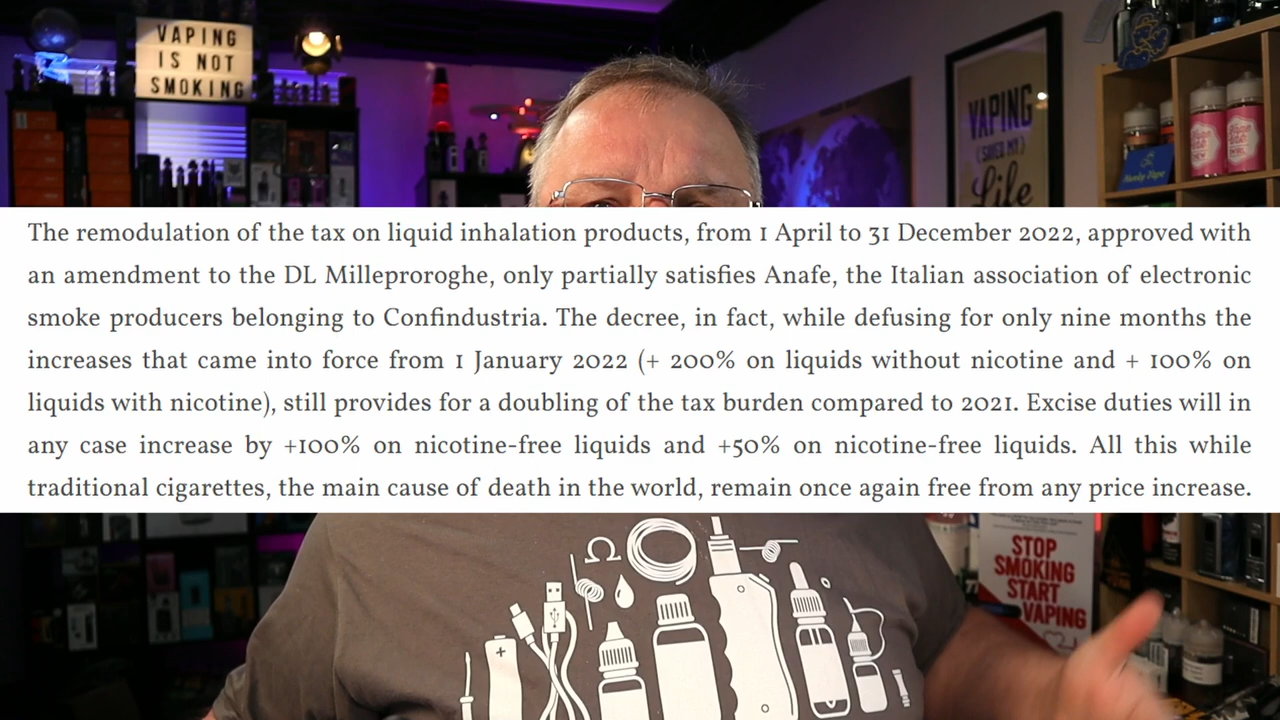 VAPING
IS NOT
SMOKING
VAPING
(SAVED MY)
Life
The remodulation of the tax on liquid inhalation products, from 1 April to 31 December 2022, approved with
an amendment to the DL Milleproroghe, only partially satisfies Anafe, the Italian association of electronic
smoke producers belonging to Confindustria. The decree, in fact, while defusing for only nine months the
increases that came into force from 1 January 2022 (+ 200% on liquids without nicotine and + 100% on
liquids with nicotine), still provides for a doubling of the tax burden compared to 2021. Excise duties will in
any case increase by +100% on nicotine-free liquids and +50% on nicotine-free liquids. All this while
traditional cigarettes, the main cause of death in the world, remain once again free from any price increase.
STOP
SMOKING
START
VAPING